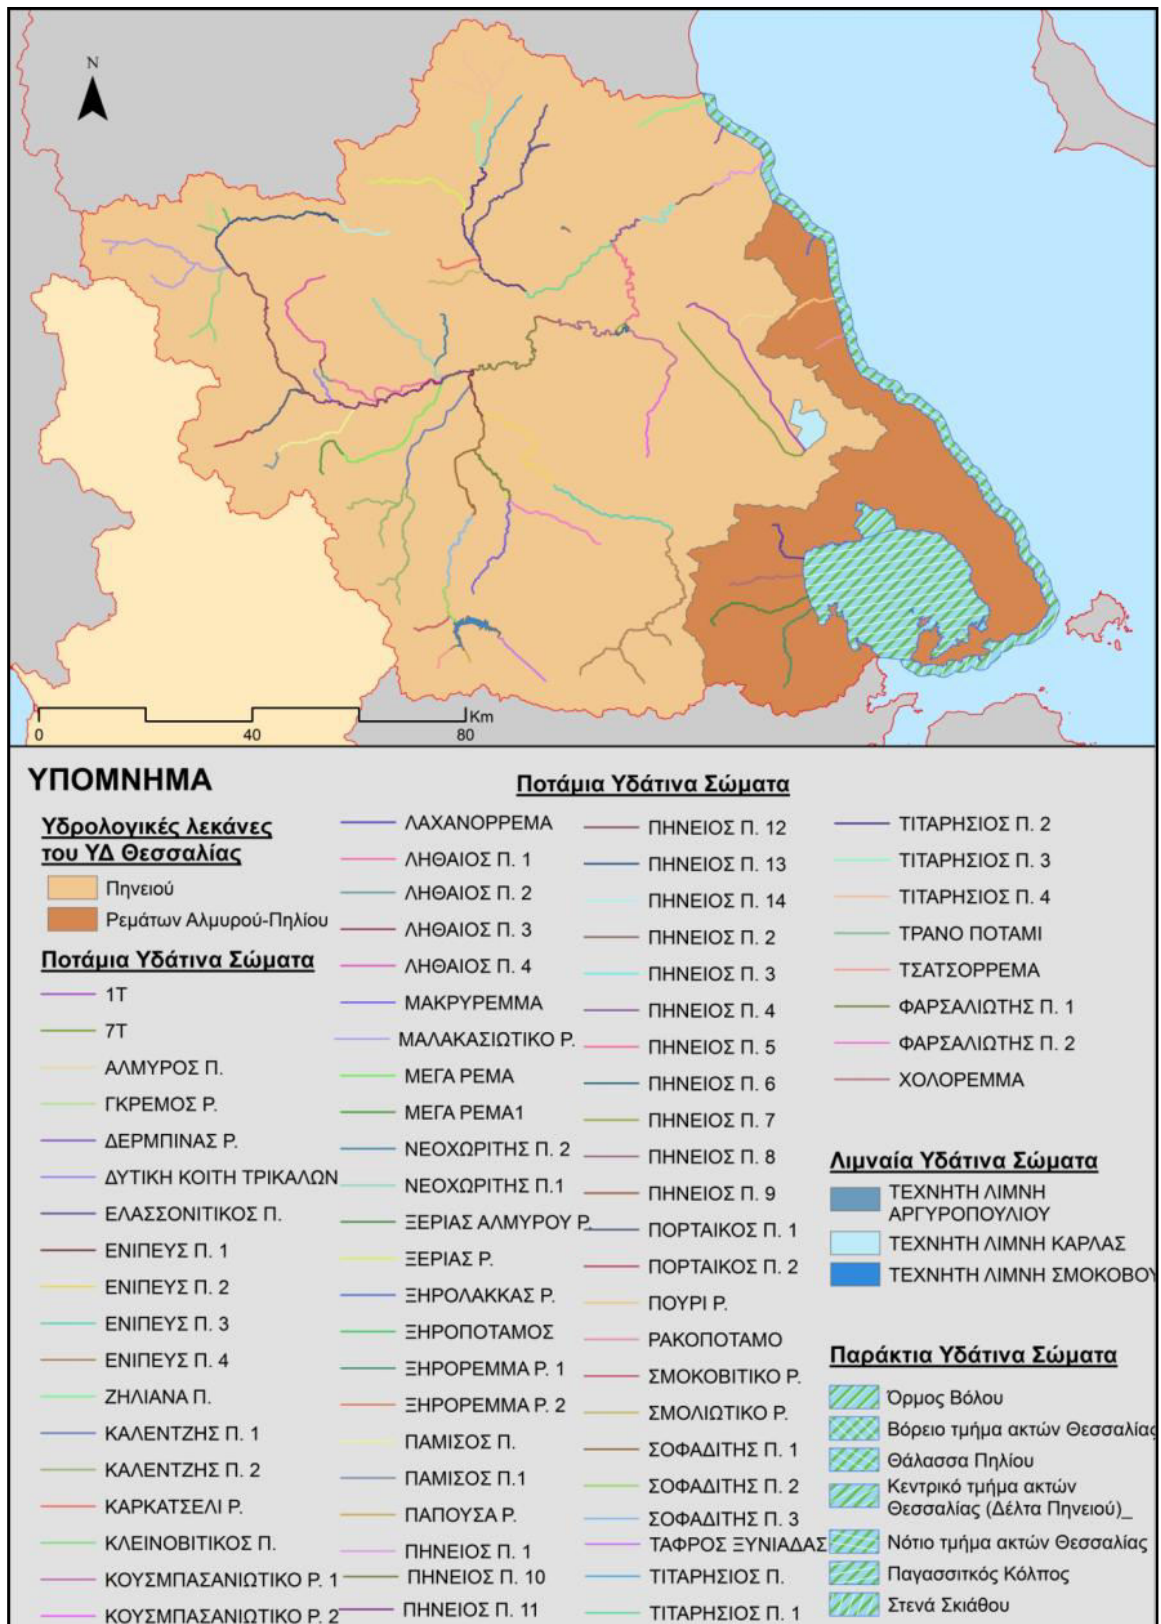 N
Km
0
40
80
ΥΠΟΜΝΗΜΑ
Υδρολογικές λεκάνες
του ΥΔ Θεσσαλίας
Πηνειού
Ρεμάτων Αλμυρού-Πηλίου
Ποτάμια Υδάτινα Σώματα
1Τ
7Τ
ΑΛΜΥΡΟΣ Π.
ΓΚΡΕΜΟΣ Ρ.
ΔΕΡΜΠΙΝΑΣ Ρ.
ΔΥΤΙΚΗ ΚΟΙΤΗ ΤΡΙΚΑΛΩΝ
ΕΛΑΣΣΟΝΙΤΙΚΟΣ Π.
ΕΝΙΠΕΥΣ Π. 1
ΕΝΙΠΕΥΣ Π. 2
ΕΝΙΠΕΥΣ Π. 3
ΕΝΙΠΕΥΣ Π. 4
ΖΗΛΙΑΝΑ Π.
ΚΑΛΕΝΤΖΗΣ Π. 1
ΚΑΛΕΝΤΖΗΣ Π. 2
ΚΑΡΚΑΤΣΕΛΙ Ρ.
ΚΛΕΙΝΟΒΙΤΙΚΟΣ Π.
ΚΟΥΣΜΠΑΣΑΝΙΩΤΙΚΟ Ρ. 1
ΚΟΥΣΜΠΑΣΑΝΙΩΤΙΚΟ Ρ. 2
Ποτάμια Υδάτινα Σώματα
ΛΑΧΑΝΟΡΡΕΜΑ
ΛΗΘΑΙΟΣ Π. 1
ΛΗΘΑΙΟΣ Π. 2
ΛΗΘΑΙΟΣ Π. 3
ΛΗΘΑΙΟΣ Π. 4
ΜΑΚΡΥΡΕΜΜΑ
ΜΑΛΑΚΑΣΙΩΤΙΚΟ Ρ.
ΜΕΓΑ ΡΕΜΑ
ΜΕΓΑ ΡΕΜΑ1
ΝΕΟΧΩΡΙΤΗΣ Π. 2
ΝΕΟΧΩΡΙΤΗΣ Π.1
ΞΕΡΙΑΣ ΑΛΜΥΡΟΥ Ρ.
ΞΕΡΙΑΣ Ρ.
ΞΗΡΟΛΑΚΚΑΣ Ρ.
ΞΗΡΟΠΟΤΑΜΟΣ
ΞΗΡΟΡΕΜΜΑ Ρ. 1
ΞΗΡΟΡΕΜΜΑ Ρ. 2
ΠΑΜΙΣΟΣ Π.
ΠΑΜΙΣΟΣ Π.1
ΠΑΠΟΥΣΑ Ρ.
ΠΗΝΕΙΟΣ Π. 1
ΠΗΝΕΙΟΣ Π. 10
ΠΗΝΕΙΟΣ Π. 11
ΠΗΝΕΙΟΣ Π. 12
ΠΗΝΕΙΟΣ Π. 13
ΠΗΝΕΙΟΣ Π. 14
ΠΗΝΕΙΟΣ Π. 2
ΠΗΝΕΙΟΣ Π. 3
ΠΗΝΕΙΟΣ Π. 4
ΠΗΝΕΙΟΣ Π. 5
ΠΗΝΕΙΟΣ Π. 6
ΠΗΝΕΙΟΣ Π. 7
ΠΗΝΕΙΟΣ Π. 8
ΠΗΝΕΙΟΣ Π. 9
ΠΟΡΤΑΙΚΟΣ Π. 1
ΠΟΡΤΑΙΚΟΣ Π. 2
ΠΟΥΡΙ Ρ.
ΡΑΚΟΠΟΤΑΜΟ
ΣΜΟΚΟΒΙΤΙΚΟ Ρ.
ΣΜΟΛΙΩΤΙΚΟ Ρ.
ΣΟΦΑΔΙΤΗΣ Π. 1
ΣΟΦΑΔΙΤΗΣ Π. 2
ΣΟΦΑΔΙΤΗΣ Π. 3
ΤΑΦΡΟΣ ΞΥΝΙΑΔΑΣ
ΤΙΤΑΡΗΣΙΟΣ Π.
ΤΙΤΑΡΗΣΙΟΣ Π. 1
ΤΙΤΑΡΗΣΙΟΣ Π. 2
ΤΙΤΑΡΗΣΙΟΣ Π. 3
ΤΙΤΑΡΗΣΙΟΣ Π. 4
ΤΡΑΝΟ ΠΟΤΑΜΙ
ΤΣΑΤΣΟΡΡΕΜΑ
ΦΑΡΣΑΛΙΩΤΗΣ Π. 1
ΦΑΡΣΑΛΙΩΤΗΣ Π. 2
ΧΟΛΟΡΕΜΜΑ
Λιμναία Υδάτινα Σώματα
ΤΕΧΝΗΤΗ ΛΙΜΝΗ
ΑΡΓΥΡΟΠΟΥΛΙΟΥ
ΤΕΧΝΗΤΗ ΛΙΜΝΗ ΚΑΡΛΑΣ
ΤΕΧΝΗΤΗ ΛΙΜΝΗ ΣΜΟΚΟΒΟΥ
Παράκτια Υδάτινα Σώματα
Όρμος Βόλου
Βόρειο τμήμα ακτών Θεσσαλίας
Θάλασσα Πηλίου
Κεντρικό τμήμα ακτών
Θεσσαλίας (Δέλτα Πηνειού)_
Νότιο τμήμα ακτών Θεσσαλίας
Παγασσιτκός Κόλπος
Στενά Σκιάθου